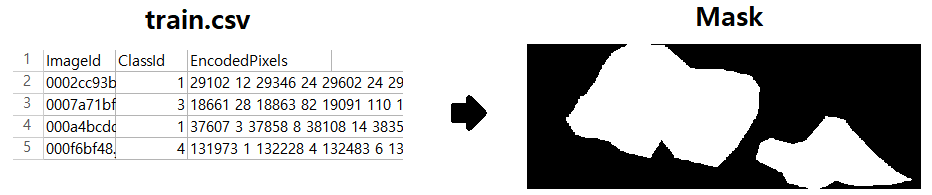 train.csv
Mask
1 ImageId ClassId EncodedPixels
2 0002cc93b 1 29102 12 29346 24 29602 24 29
3 0007a71bf 3 18661 28 18863 82 19091 110 1
4 000a4bcdc 1 37607 3 37858 8 38108 14 3835
5 000f6bf48. 4 131973 1 132228 4 132483 6 13